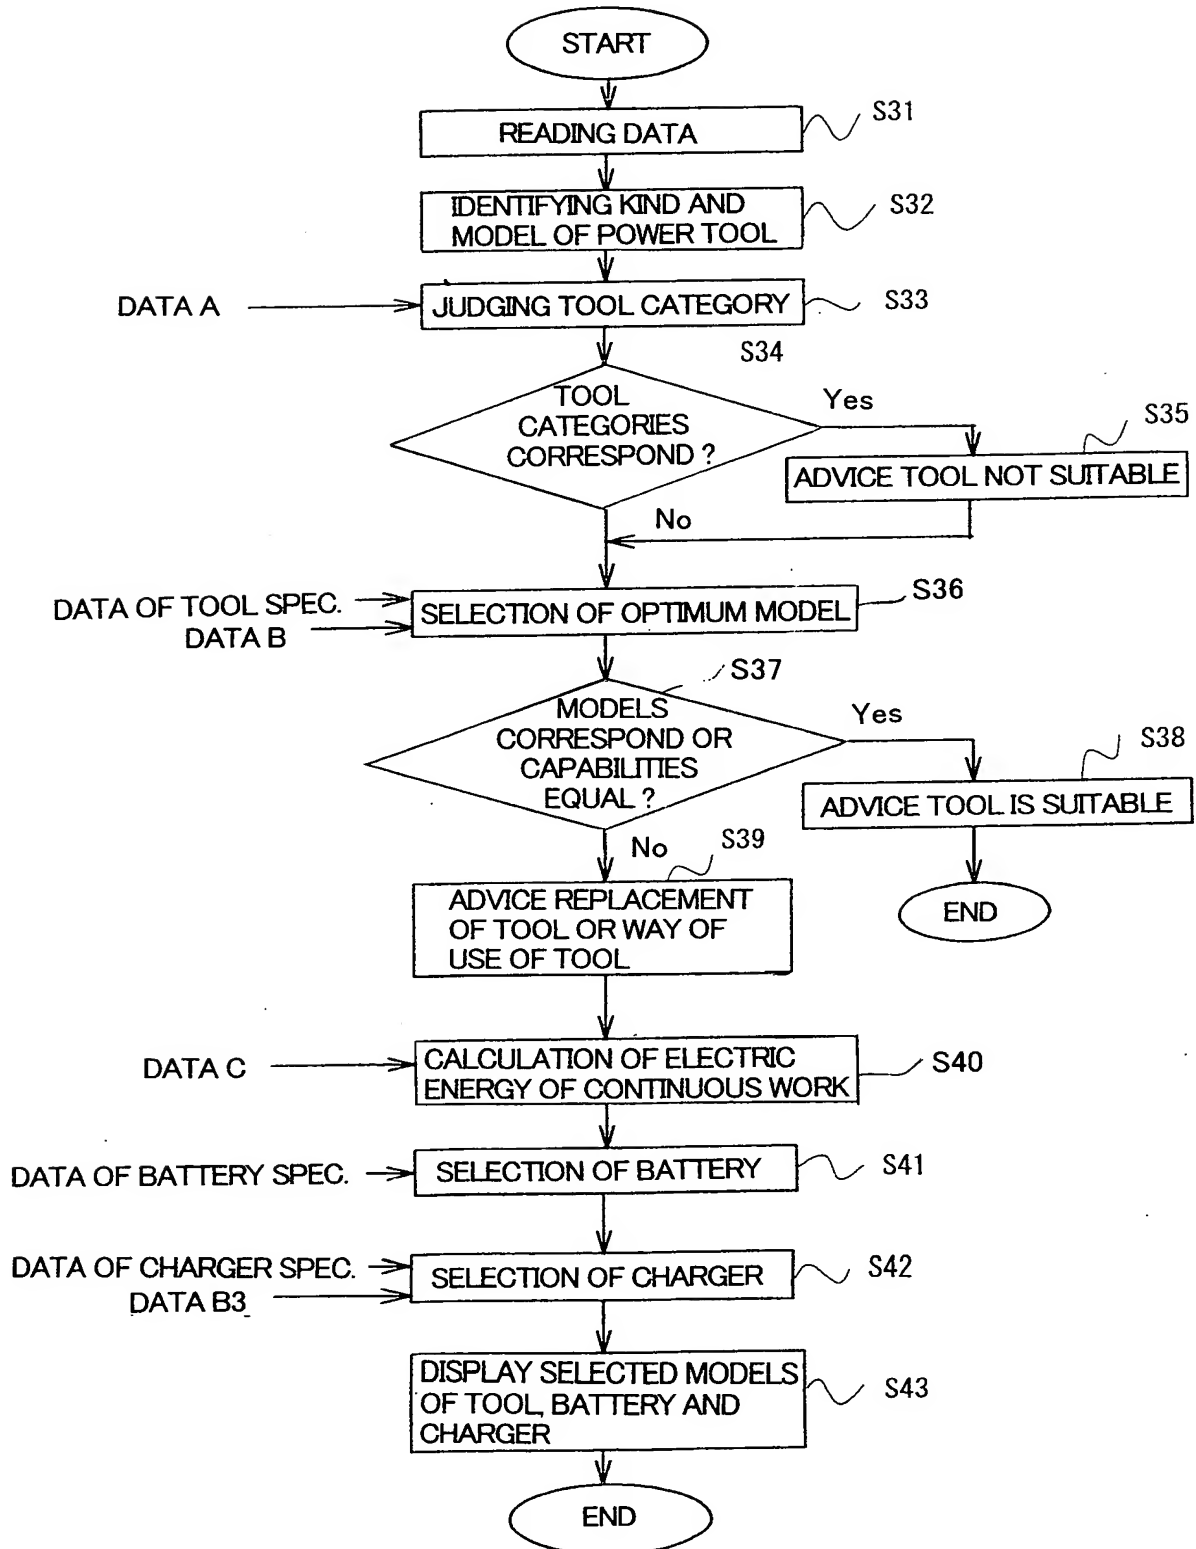 START
READING DATA
S31
IDENTIFYING KIND AND
MODEL OF POWER TOOL
S32
DATA A
JUDGING TOOL CATEGORY
S33
S34
TOOL
CATEGORIES
CORRESPOND ?
Yes
S35
ADVICE TOOL NOT SUITABLE
No
DATA OF TOOL SPEC.
DATA B
SELECTION OF OPTIMUM MODEL
S36
S37
MODELS
CORRESPOND OR
CAPABILITIES
EQUAL ?
Yes
S38
ADVICE TOOL IS SUITABLE
END
No
S39
ADVICE REPLACEMENT
OF TOOL OR WAY OF
USE OF TOOL
DATA C
CALCULATION OF ELECTRIC
ENERGY OF CONTINUOUS WORK
S40
DATA OF BATTERY SPEC.
SELECTION OF BATTERY
S41
DATA OF CHARGER SPEC.
DATA B3
SELECTION OF CHARGER
S42
DISPLAY SELECTED MODELS
OF TOOL, BATTERY AND
CHARGER
S43
END